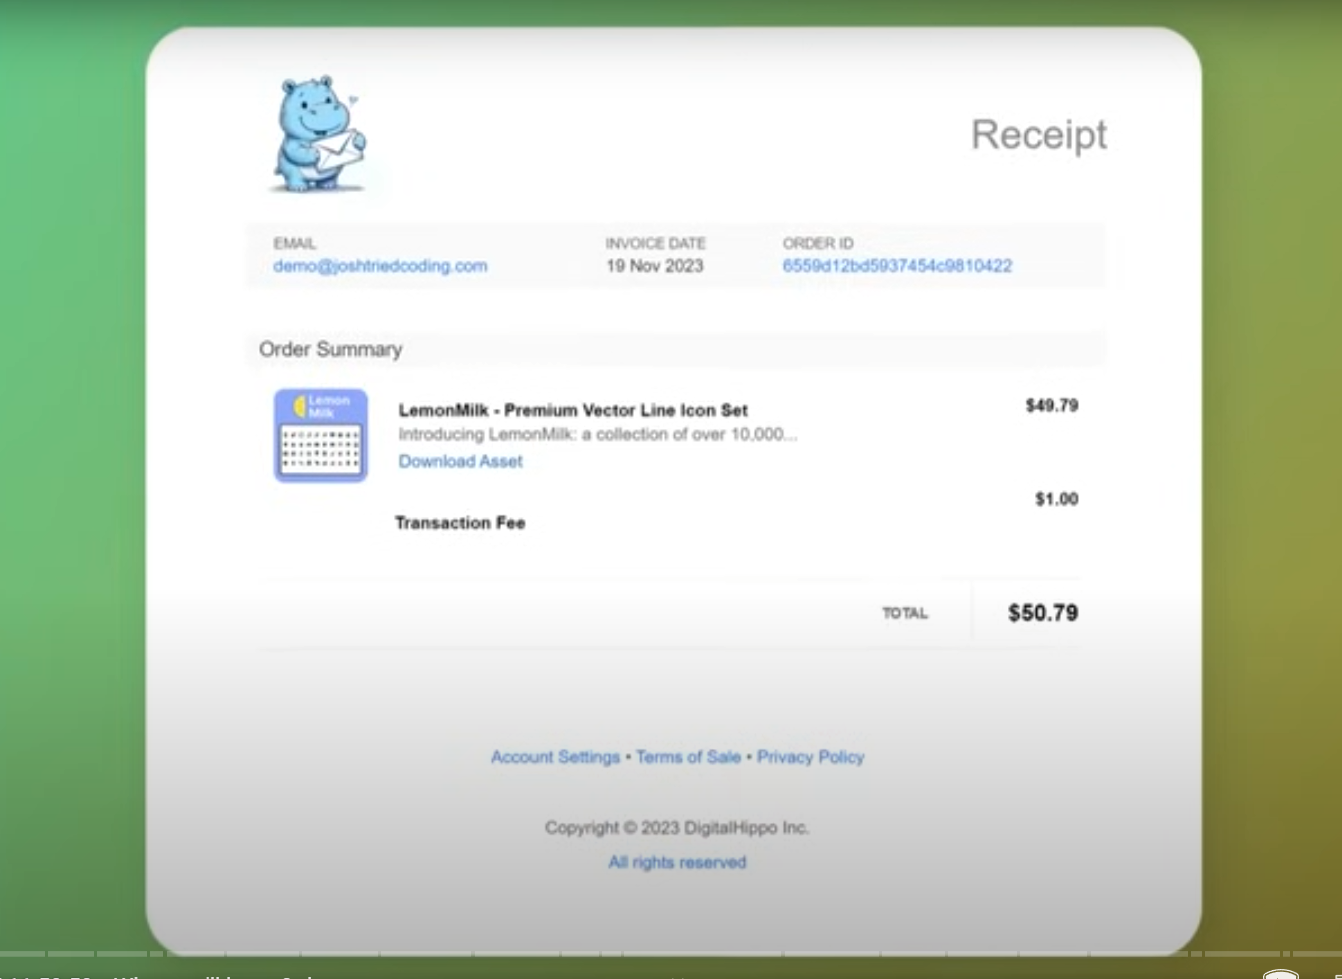 Receipt
EMAIL
demo@joshtriedcoding.com
INVOICE DATE
19 Nov 2023
ORDER ID
6559d12bd5937454c9810422
Order Summary
Lemon
Milk
LemonMilk - Premium Vector Line Icon Set
$49.79
Introducing LemonMilk: a collection of over 10,000...
Download Asset
$1.00
Transaction Fee
TOTAL
$50.79
Account Settings • Terms of Sale • Privacy Policy
Copyright © 2023 DigitalHippo Inc.
All rights reserved